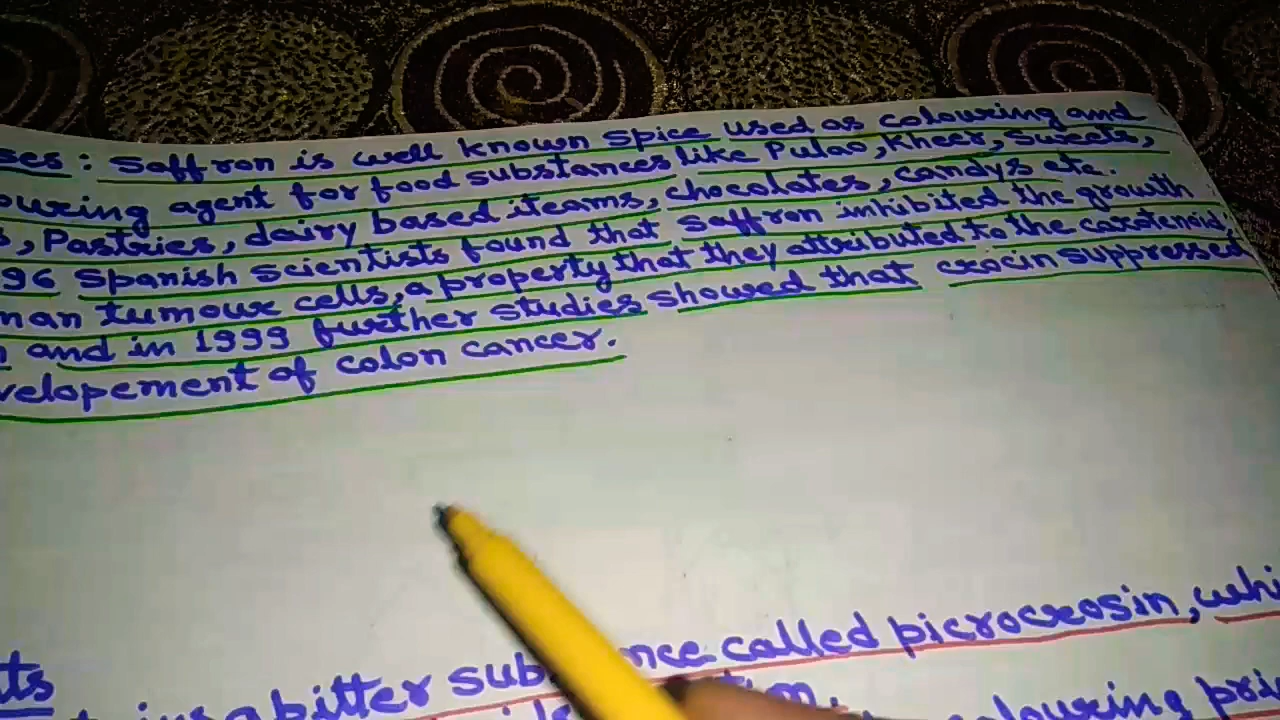 ses : Saffron is well known spice used as colouring and
ouring agent for food substances like Pulao, Kheer, Sweets,
s, Pastries, dairy based iteams, chocolates, candys etc.
96 Spanish scientists found that saffron inhibited the growth
man tumour cells, a property that they attributed to the carotenoid,
n and in 1999 further studies showed that crocin suppressed
velopement of colon cancer.
ts
a bitter sub nce called picrocrosin, whi
colouring pri